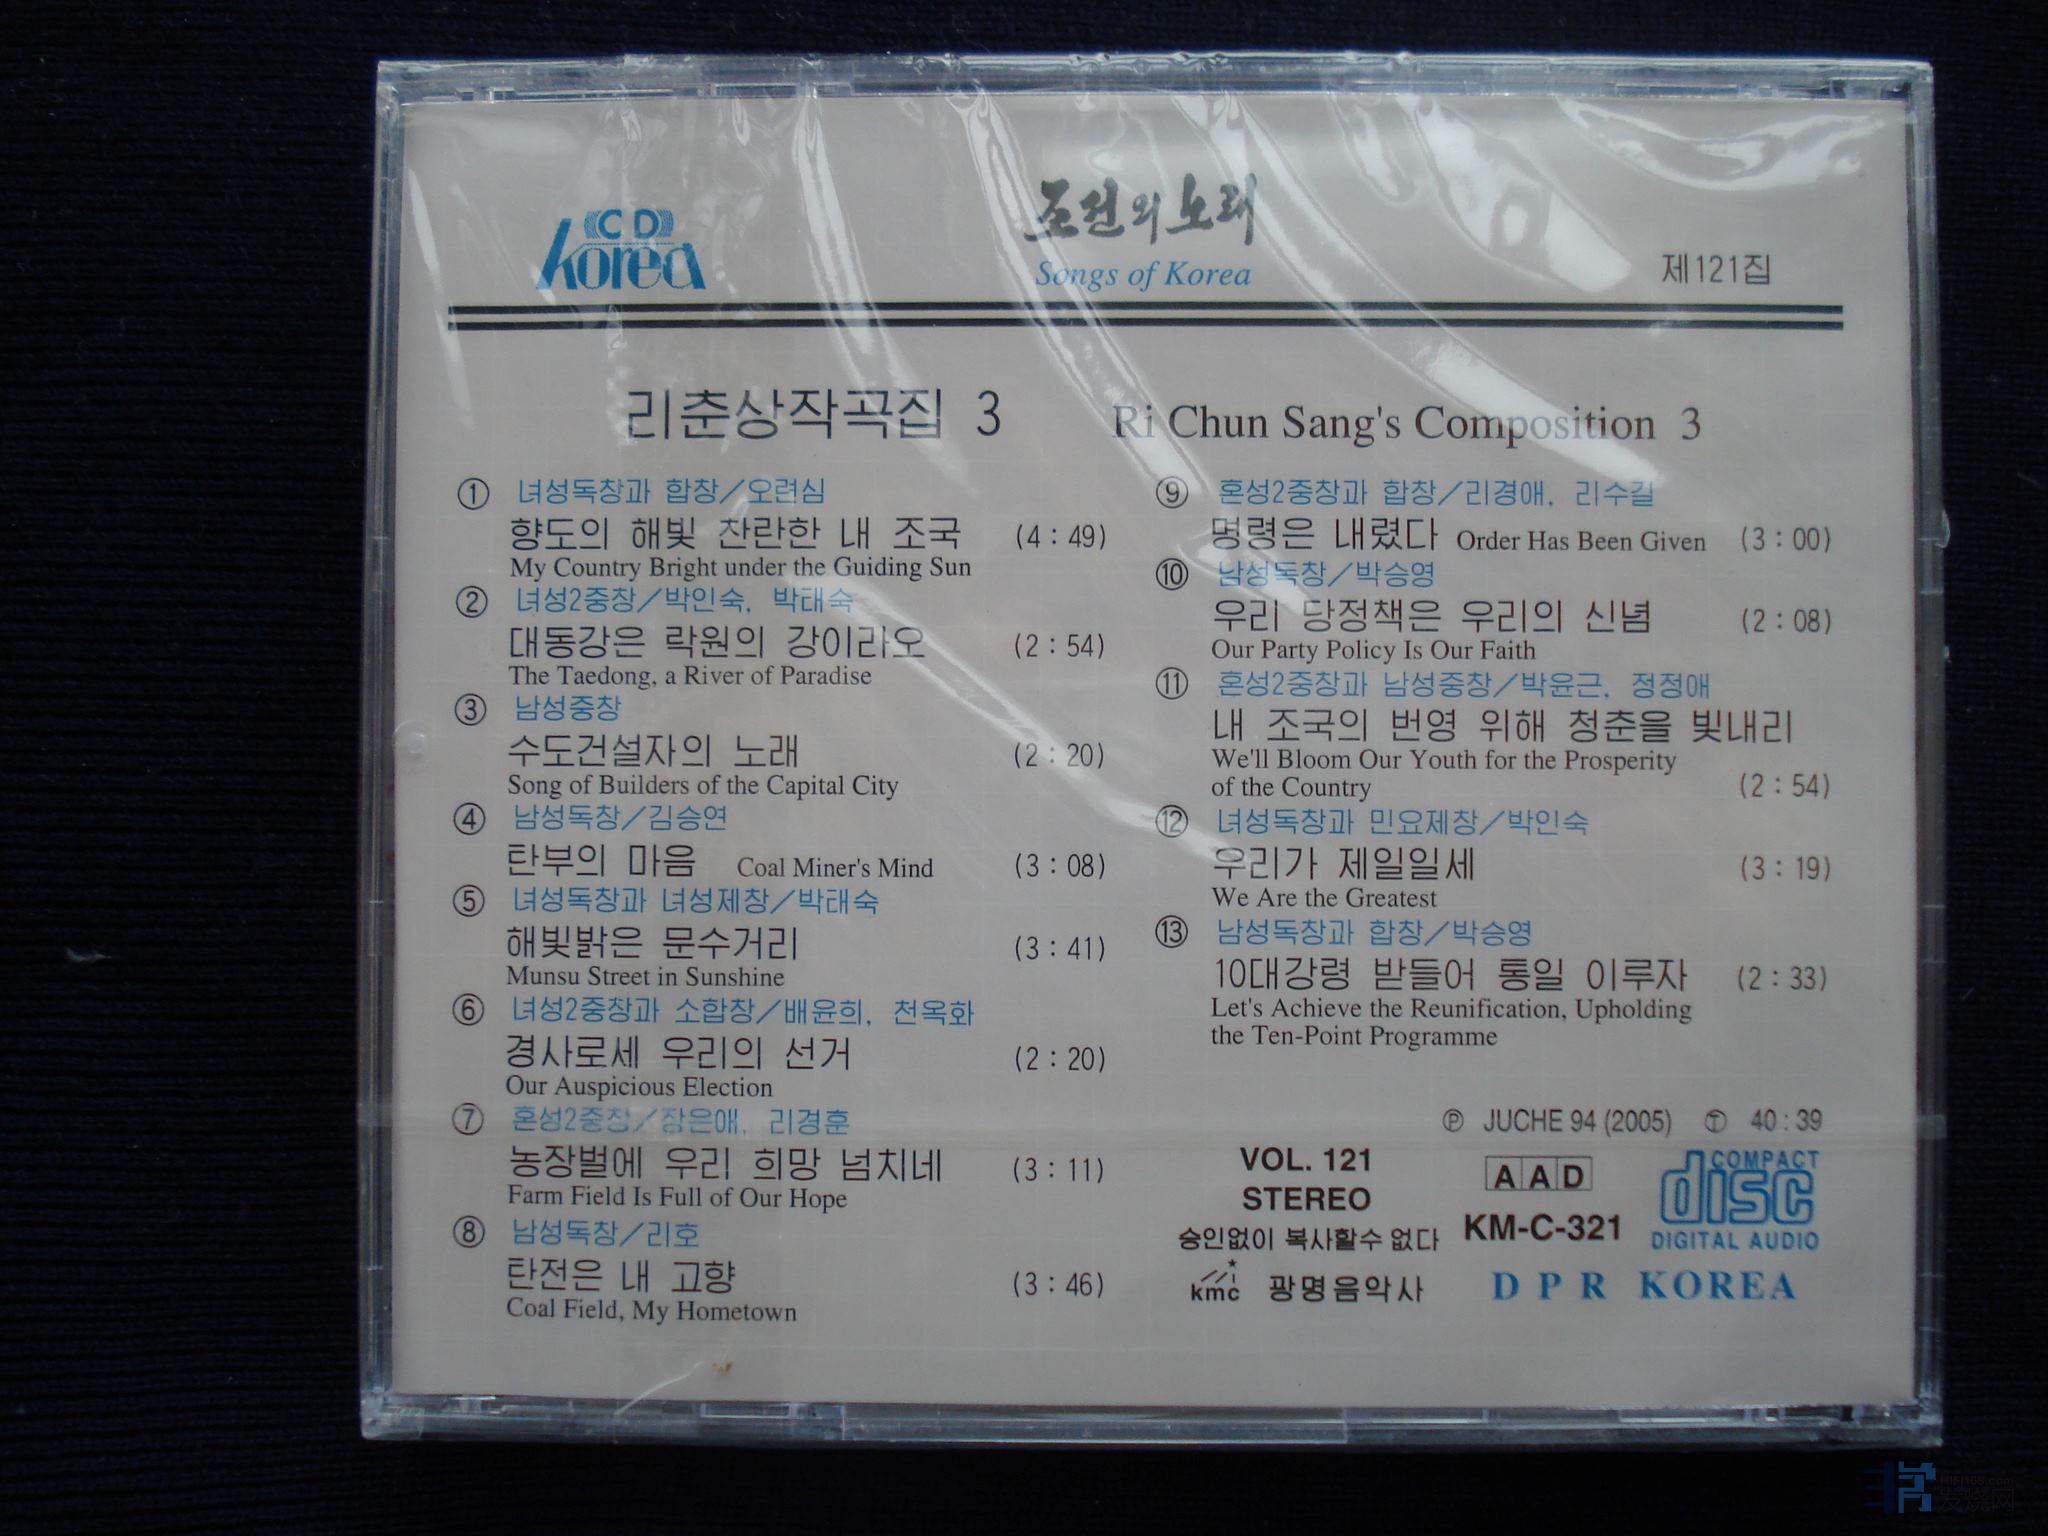 CD
korea
조선의 노래
Songs of Korea
제121집
리춘상작곡집 3
Ri Chun Sang's Composition 3
① 녀성독창과 합창／오련심
향도의 해빛 찬란한 내 조국 (4：49)
My Country Bright under the Guiding Sun
② 녀성2중창／박인숙, 박태숙
대동강은 락원의 강이라오 (2：54)
The Taedong, a River of Paradise
③ 남성중창
수도건설자의 노래 (2：20)
Song of Builders of the Capital City
④ 남성독창／김승연
탄부의 마음 Coal Miner's Mind (3：08)
⑤ 녀성독창과 녀성제창／박태숙
해빛밝은 문수거리 (3：41)
Munsu Street in Sunshine
⑥ 녀성2중창과 소합창／배윤희, 천옥화
경사로세 우리의 선거 (2：20)
Our Auspicious Election
⑦ 혼성2중창／장은애, 리경훈
농장벌에 우리 희망 넘치네 (3：11)
Farm Field Is Full of Our Hope
⑧ 남성독창／리호
탄전은 내 고향 (3：46)
Coal Field, My Hometown
⑨ 혼성2중창과 합창／리경애, 리수길
명령은 내렸다 Order Has Been Given (3：00)
⑩ 남성독창／박승영
우리 당정책은 우리의 신념 (2：08)
Our Party Policy Is Our Faith
⑪ 혼성2중창과 남성중창／박윤근, 정정애
내 조국의 번영 위해 청춘을 빛내리
We'll Bloom Our Youth for the Prosperity
of the Country (2：54)
⑫ 녀성독창과 민요제창／박인숙
우리가 제일일세 (3：19)
We Are the Greatest
⑬ 남성독창과 합창／박승영
10대강령 받들어 통일 이루자 (2：33)
Let's Achieve the Reunification, Upholding
the Ten-Point Programme
Ⓟ JUCHE 94 (2005) Ⓣ 40：39
VOL. 121
STEREO
AAD
KM-C-321
COMPACT
disc
DIGITAL AUDIO
승인없이 복사할수 없다
kmc 광명음악사
DPR KOREA
发烧网